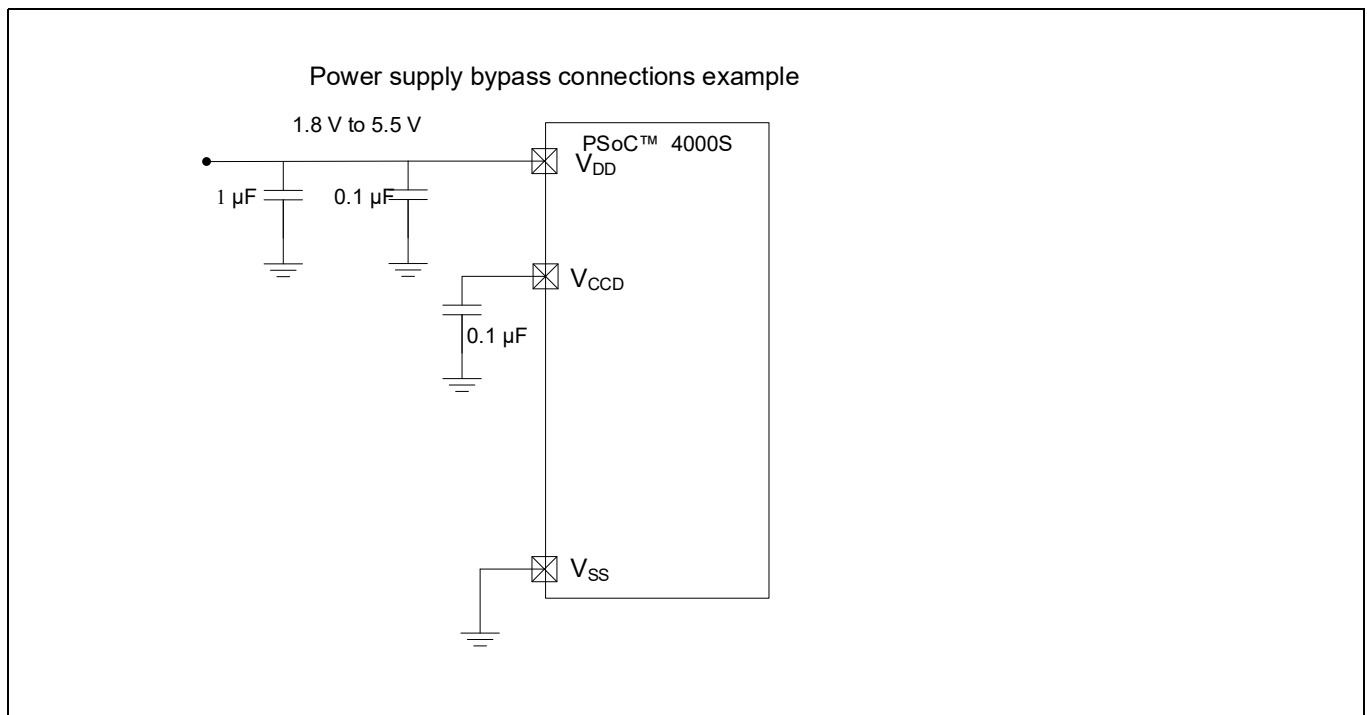 Power supply bypass connections example
1.8 V to 5.5 V
PSoC™ 4000S
VDD
1 µF
0.1 µF
VCCD
0.1 µF
VSS